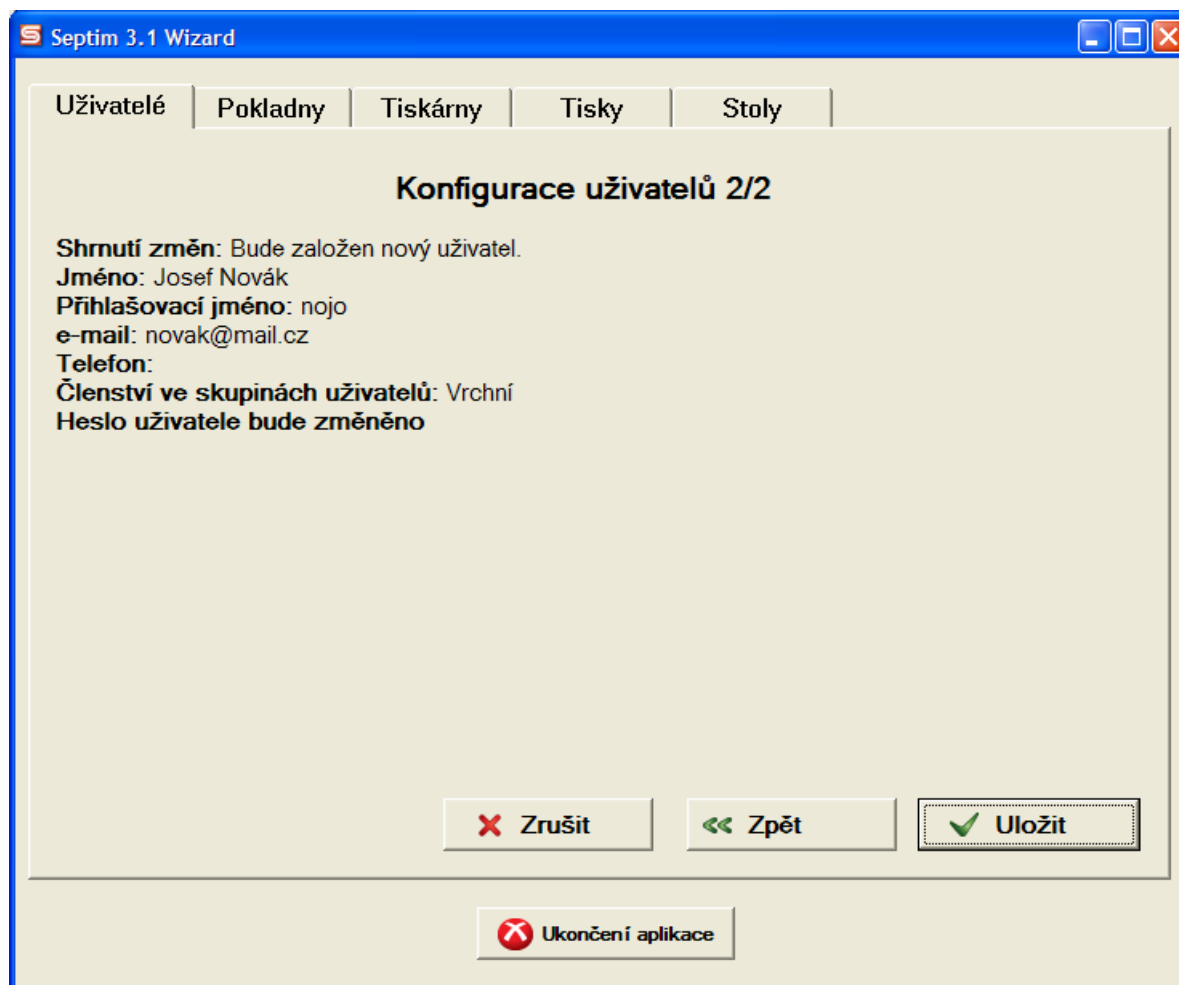 Septim 3.1 Wizard
Uživatelé Pokladny Tiskárny Tisky Stoly
Konfigurace uživatelů 2/2
Shrnutí změn: Bude založen nový uživatel.
Jméno: Josef Novák
Přihlašovací jméno: nojo
e-mail: novak@mail.cz
Telefon:
Členství ve skupinách uživatelů: Vrchní
Heslo uživatele bude změněno
Zrušit Zpět Uložit
Ukončení aplikace